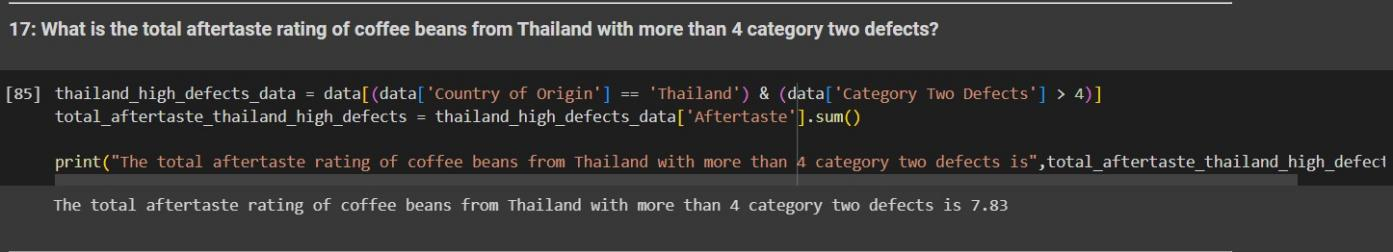 17: What is the total aftertaste rating of coffee beans from Thailand with more than 4 category two defects?
[85] thailand_high_defects_data = data[(data['Country of Origin'] == 'Thailand') & (data['Category Two Defects'] > 4)]
total_aftertaste_thailand_high_defects = thailand_high_defects_data['Aftertaste'].sum()
print("The total aftertaste rating of coffee beans from Thailand with more than 4 category two defects is",total_aftertaste_thailand_high_defect
The total aftertaste rating of coffee beans from Thailand with more than 4 category two defects is 7.83